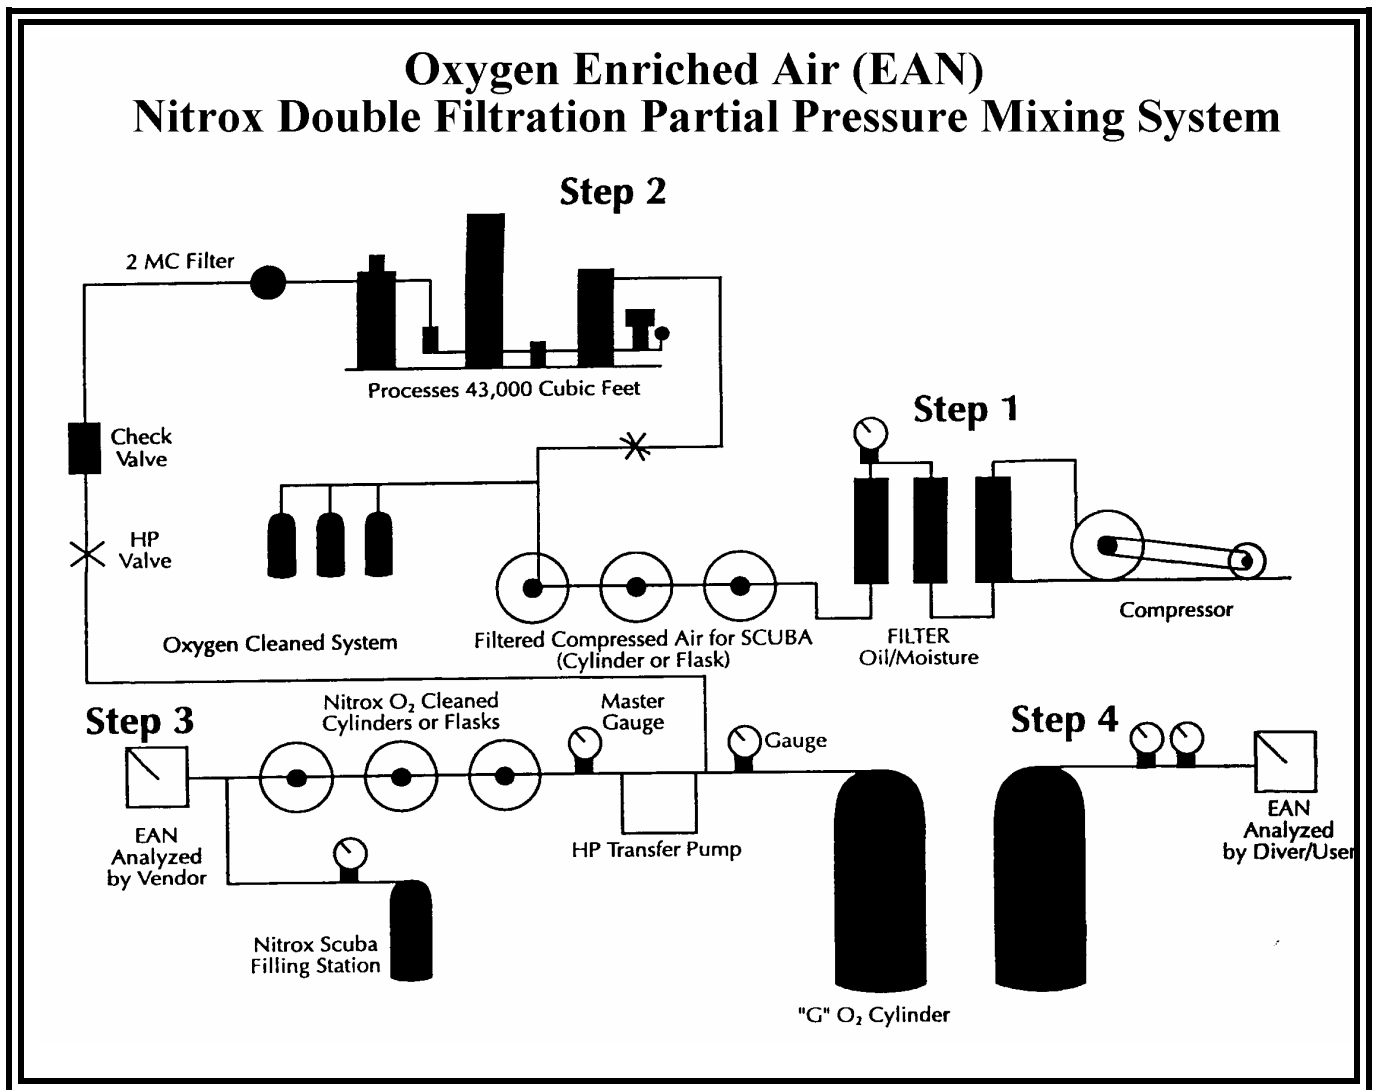 Oxygen Enriched Air (EAN)
Nitrox Double Filtration Partial Pressure Mixing System
Step 2
2 MC Filter
Processes 43,000 Cubic Feet
Step 1
Check
Valve
HP
Valve
Compressor
Oxygen Cleaned System
Filtered Compressed Air for SCUBA
(Cylinder or Flask)
FILTER
Oil/Moisture
Step 3
Nitrox O₂ Cleaned
Cylinders or Flasks
Master
Gauge
Gauge
Step 4
EAN
Analyzed
by Vendor
HP Transfer Pump
EAN
Analyzed
by Diver/User
Nitrox Scuba
Filling Station
"G" O₂ Cylinder